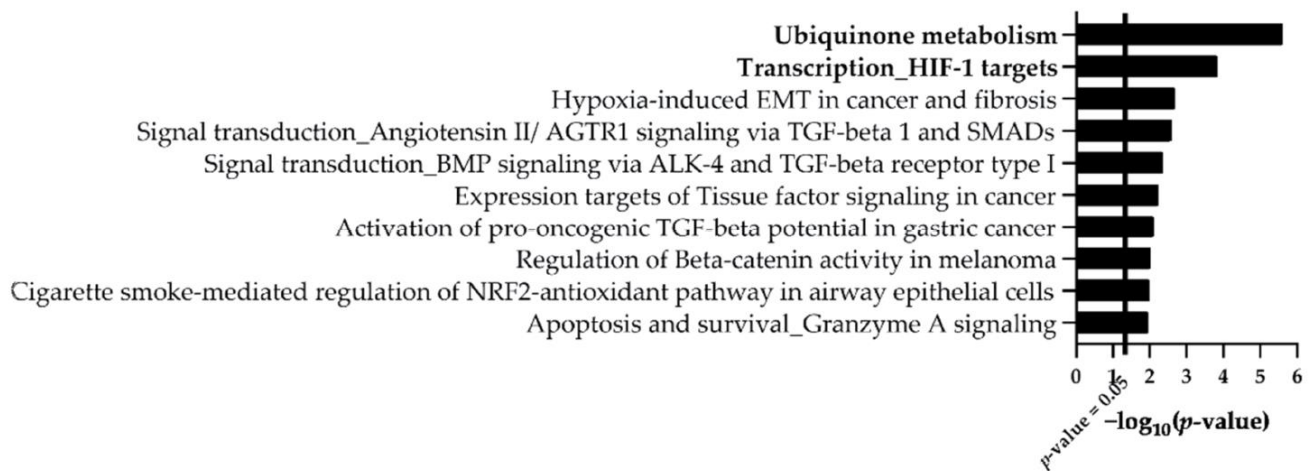 Ubiquinone metabolism
Transcription_HIF-1 targets
Hypoxia-induced EMT in cancer and fibrosis
Signal transduction_Angiotensin II/ AGTR1 signaling via TGF-beta 1 and SMADs
Signal transduction_BMP signaling via ALK-4 and TGF-beta receptor type I
Expression targets of Tissue factor signaling in cancer
Activation of pro-oncogenic TGF-beta potential in gastric cancer
Regulation of Beta-catenin activity in melanoma
Cigarette smoke-mediated regulation of NRF2-antioxidant pathway in airway epithelial cells
Apoptosis and survival_Granzyme A signaling
0 1 2 3 4 5 6
p-value = 0.05
−log10(p-value)